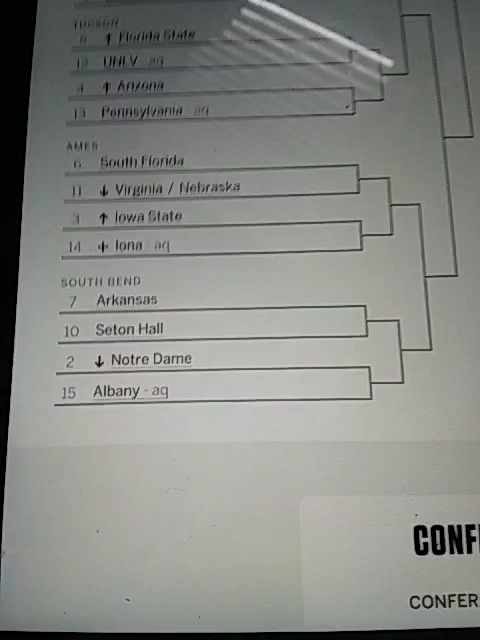 TUCSON
↑ Florida State
12 UNLV - aq
4 ↑ Arizona
13 Pennsylvania - aq
AMES
6 South Florida
11 ↓ Virginia / Nebraska
3 ↑ Iowa State
14 Iona - aq
SOUTH BEND
7 Arkansas
10 Seton Hall
2 ↓ Notre Dame
15 Albany - aq
CONF
CONFER